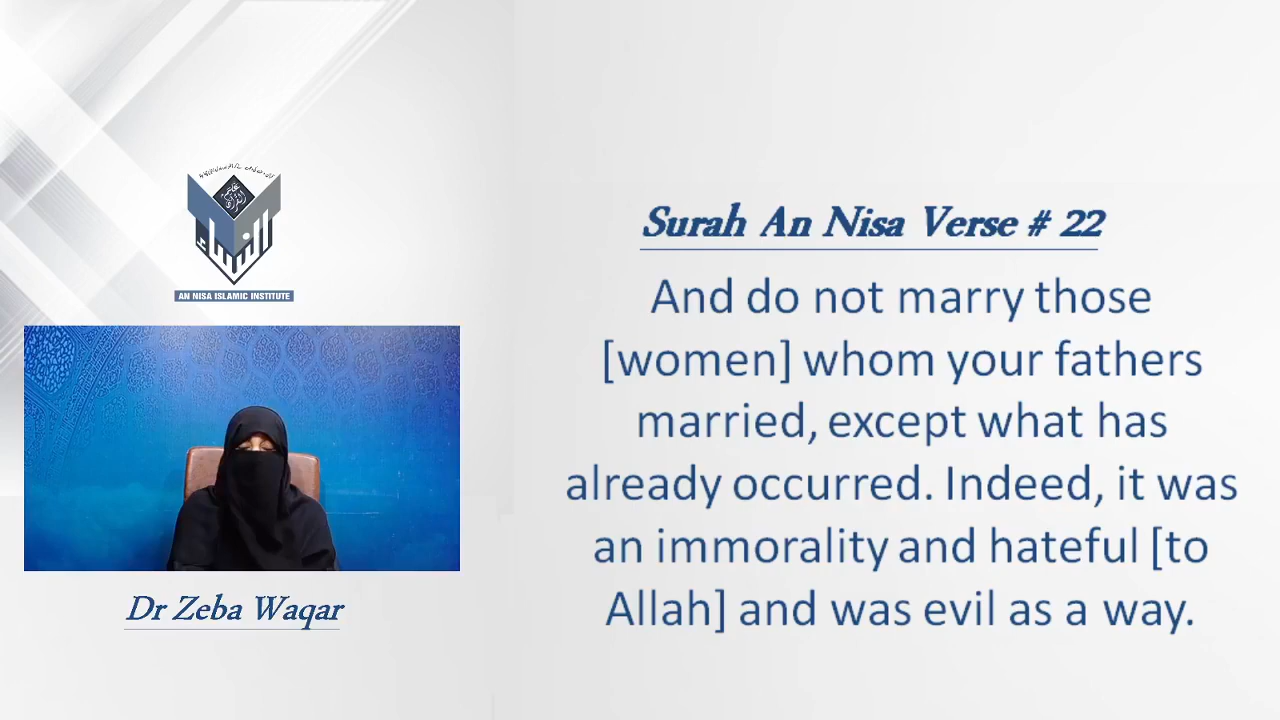 النساء
AN NISA ISLAMIC INSTITUTE
Dr Zeba Waqar
Surah An Nisa Verse # 22
And do not marry those
[women] whom your fathers
married, except what has
already occurred. Indeed, it was
an immorality and hateful [to
Allah] and was evil as a way.